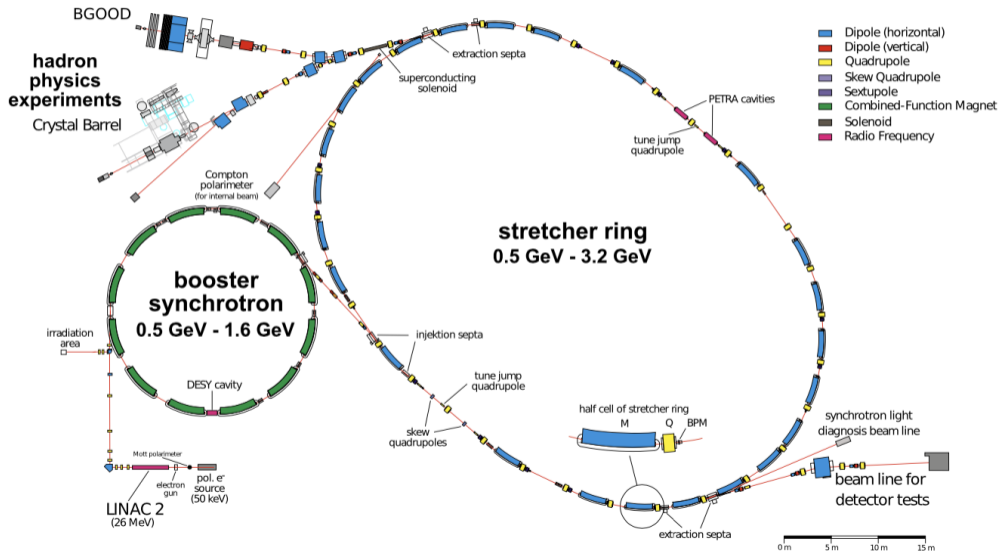 BGOOD
hadron
physics
experiments
Crystal Barrel
extraction septa
superconducting
solenoid
Dipole (horizontal)
Dipole (vertical)
Quadrupole
Skew Quadrupole
Sextupole
Combined-Function Magnet
Solenoid
Radio Frequency
PETRA cavities
tune jump
quadrupole
Compton
polarimeter
(for internal beam)
stretcher ring
0.5 GeV - 3.2 GeV
booster
synchrotron
0.5 GeV - 1.6 GeV
irradiation
area
DESY cavity
injektion septa
tune jump
quadrupole
skew
quadrupoles
half cell of stretcher ring
M
Q
BPM
synchrotron light
diagnosis beam line
beam line for
detector tests
extraction septa
Mott polarimeter
electron
gun
pol. e-
source
(50 keV)
LINAC 2
(26 MeV)
0 m
5 m
10 m
15 m